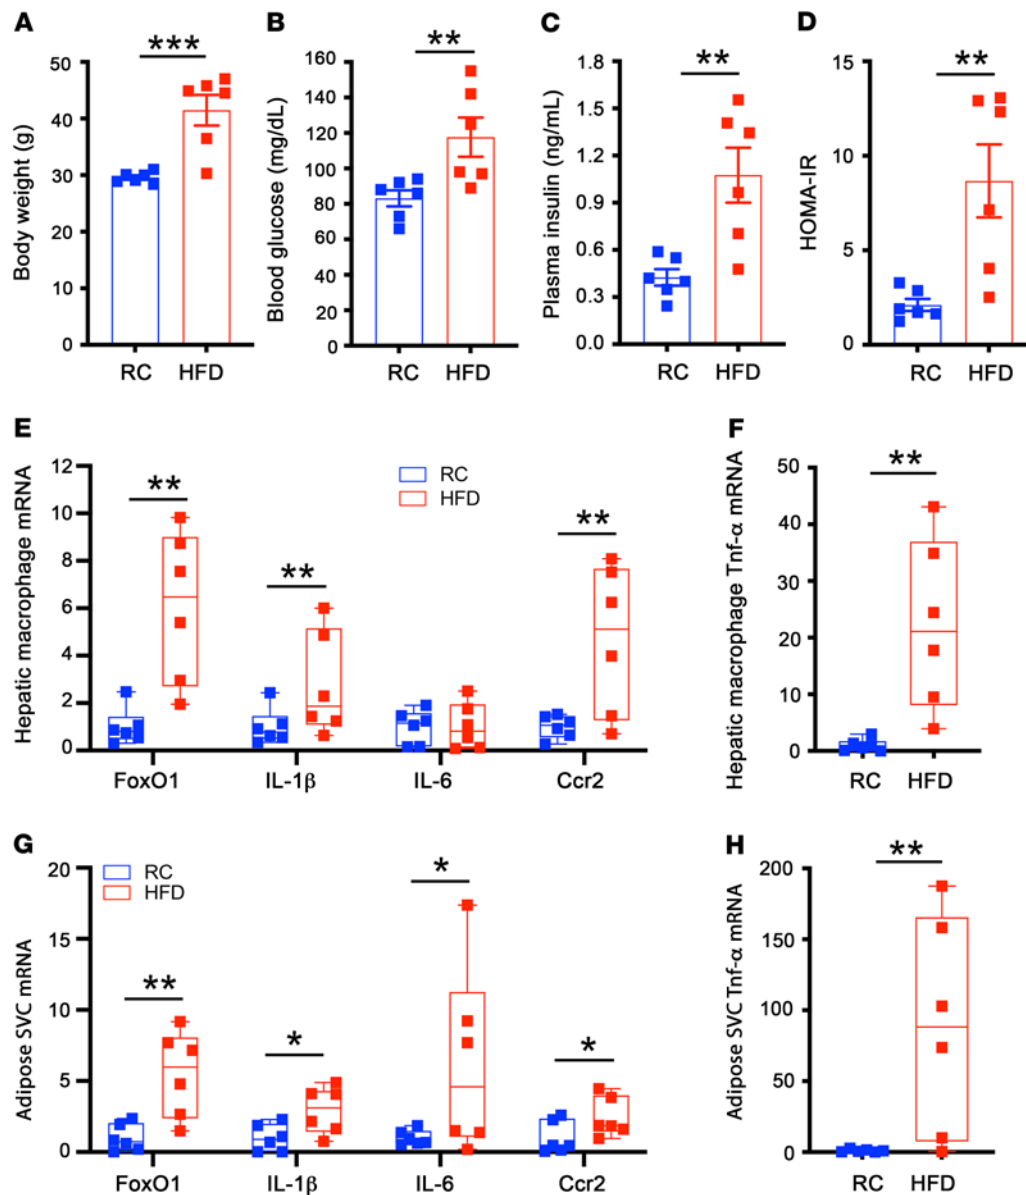 A
Body weight (g)
50
40
30
20
10
0
***
RC HFD
B
Blood glucose (mg/dL)
160
140
120
100
80
60
40
20
0
**
RC HFD
C
Plasma insulin (ng/mL)
1.8
1.5
1.2
0.9
0.6
0.3
0.0
**
RC HFD
D
HOMA-IR
15
10
5
0
**
RC HFD
E
Hepatic macrophage mRNA
12
10
8
6
4
2
0
RC
HFD
**
**
**
FoxO1 IL-1β IL-6 Ccr2
F
Hepatic macrophage Tnf-α mRNA
50
40
30
20
10
0
**
RC HFD
G
Adipose SVC mRNA
20
15
10
5
0
RC
HFD
**
*
*
*
FoxO1 IL-1β IL-6 Ccr2
H
Adipose SVC Tnf-α mRNA
200
150
100
50
0
**
RC HFD